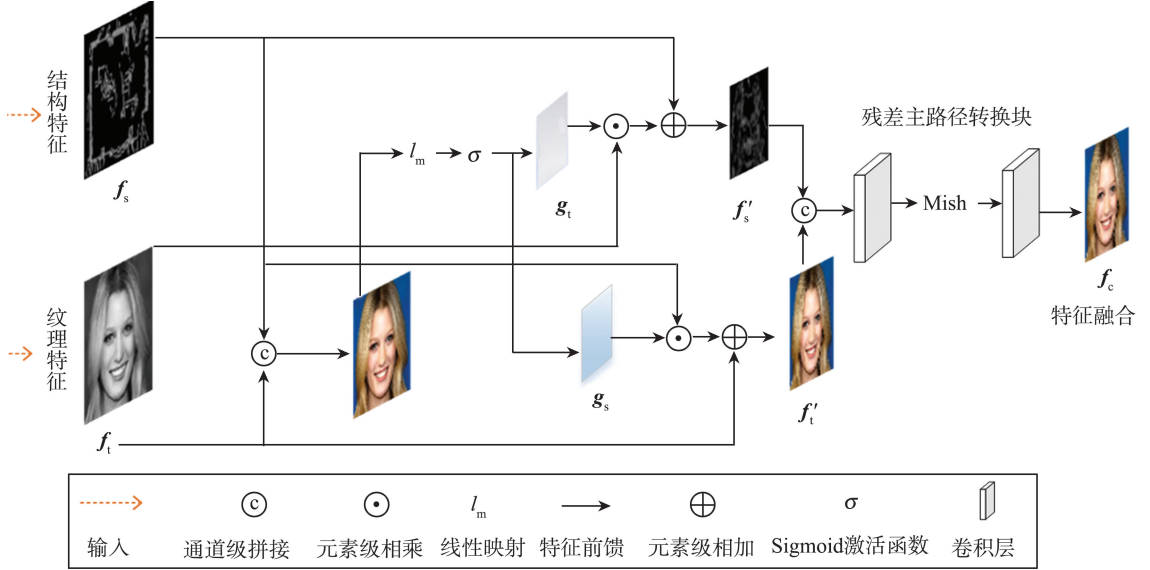 结构特征
f_s
纹理特征
f_t
c
l_m
σ
g_t
g_s
f'_s
f'_t
c
残差主路径转换块
Mish
f_c
特征融合
c
l_m
σ
输入
通道级拼接
元素级相乘
线性映射
特征前馈
元素级相加
Sigmoid激活函数
卷积层